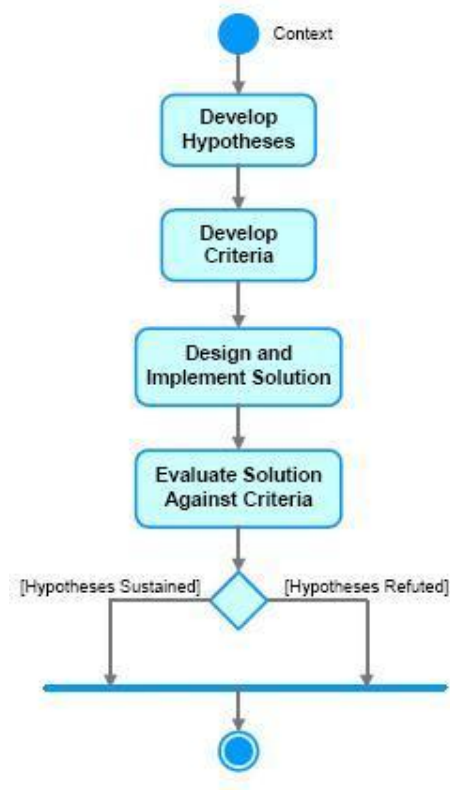 Context
Develop
Hypotheses
Develop
Criteria
Design and
Implement Solution
Evaluate Solution
Against Criteria
[Hypotheses Sustained]
[Hypotheses Refuted]